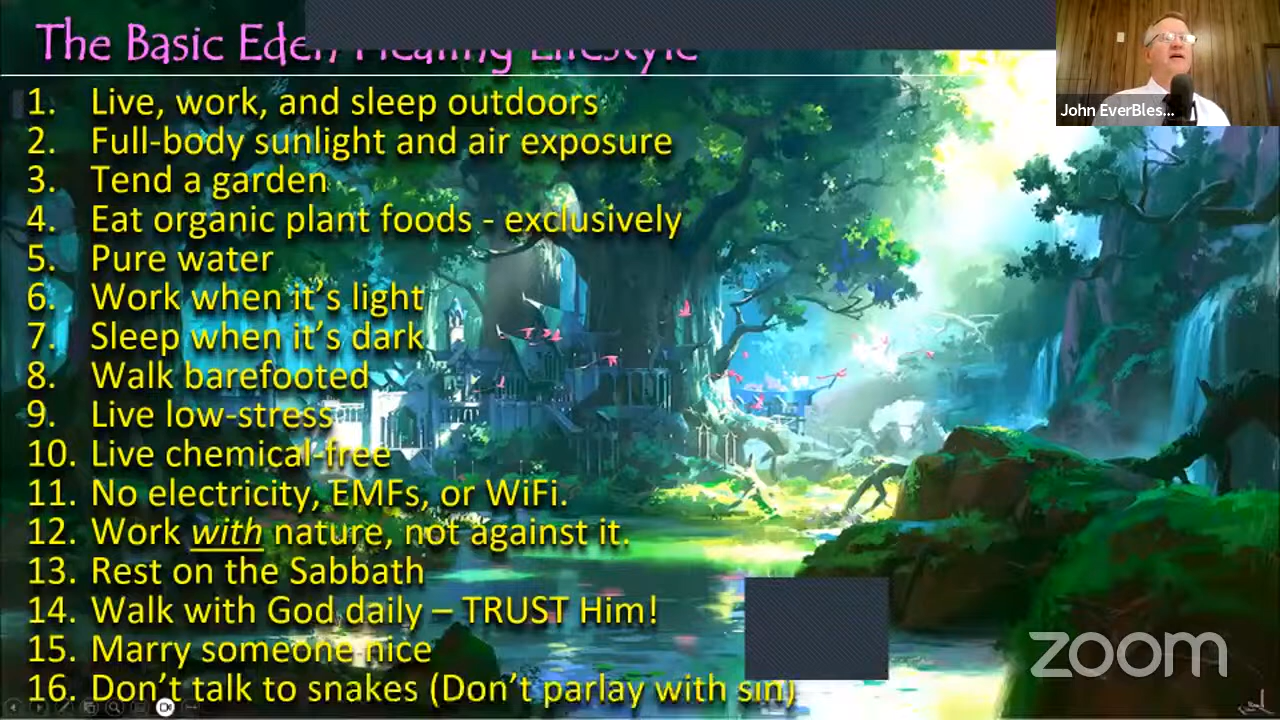 The Basic Eden Healing Lifestyle
John EverBles...
1. Live, work, and sleep outdoors
2. Full-body sunlight and air exposure
3. Tend a garden
4. Eat organic plant foods - exclusively
5. Pure water
6. Work when it's light
7. Sleep when it's dark
8. Walk barefooted
9. Live low-stress
10. Live chemical-free
11. No electricity, EMFs, or WiFi.
12. Work with nature, not against it.
13. Rest on the Sabbath
14. Walk with God daily – TRUST Him!
15. Marry someone nice
16. Don't talk to snakes (Don't parlay with sin)
zoom